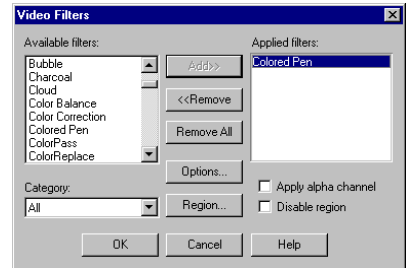 Video Filters
Available filters:
Bubble
Charcoal
Cloud
Color Balance
Color Correction
Colored Pen
ColorPass
ColorReplace
Category:
All
Add>>
<<Remove
Remove All
Options...
Region...
Applied filters:
Colored Pen
Apply alpha channel
Disable region
OK
Cancel
Help